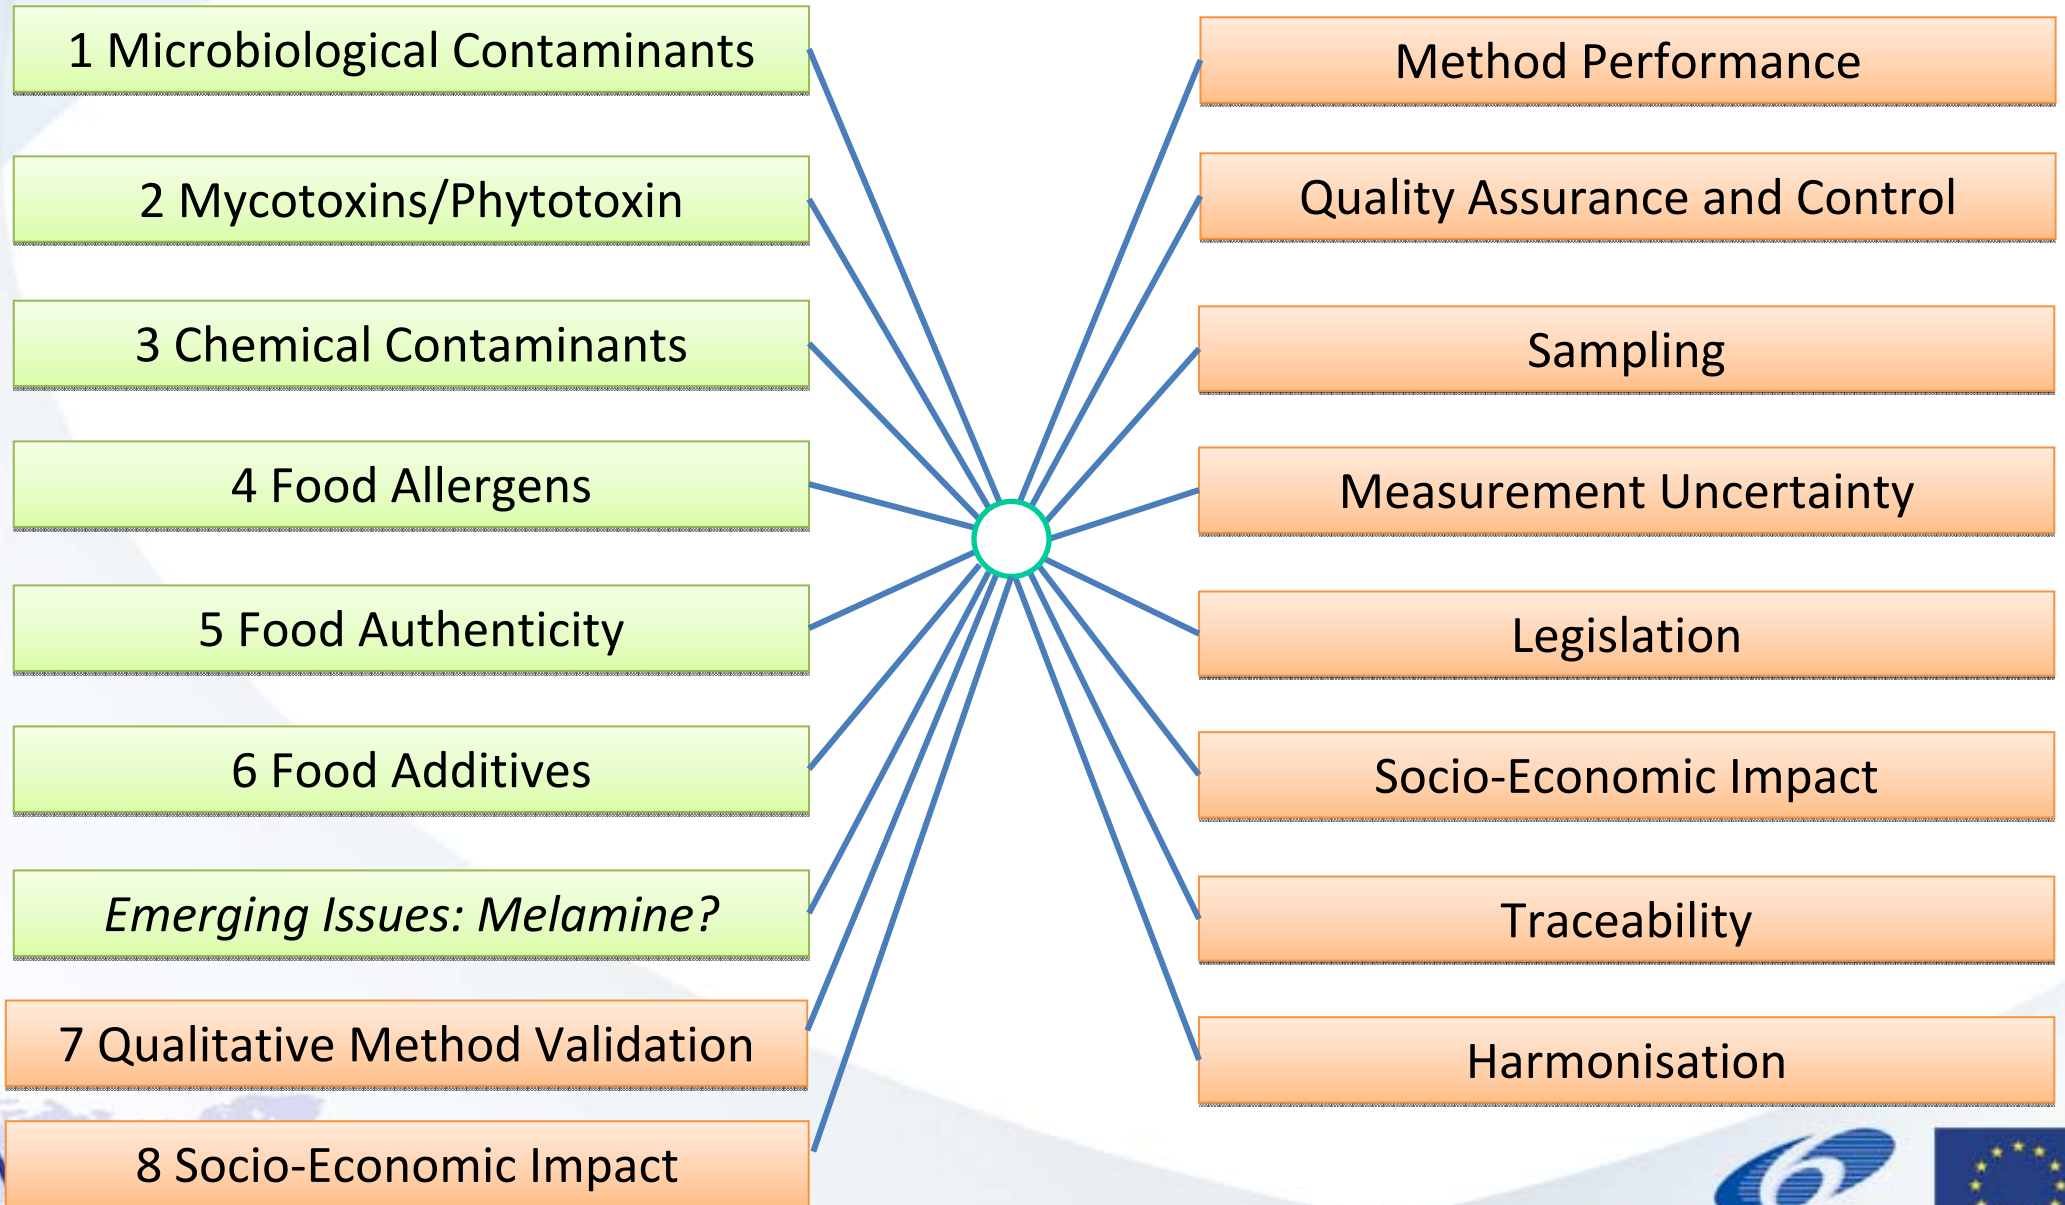 1 Microbiological Contaminants
2 Mycotoxins/Phytotoxin
3 Chemical Contaminants
4 Food Allergens
5 Food Authenticity
6 Food Additives
Emerging Issues: Melamine?
7 Qualitative Method Validation
8 Socio-Economic Impact
Method Performance
Quality Assurance and Control
Sampling
Measurement Uncertainty
Legislation
Socio-Economic Impact
Traceability
Harmonisation
6